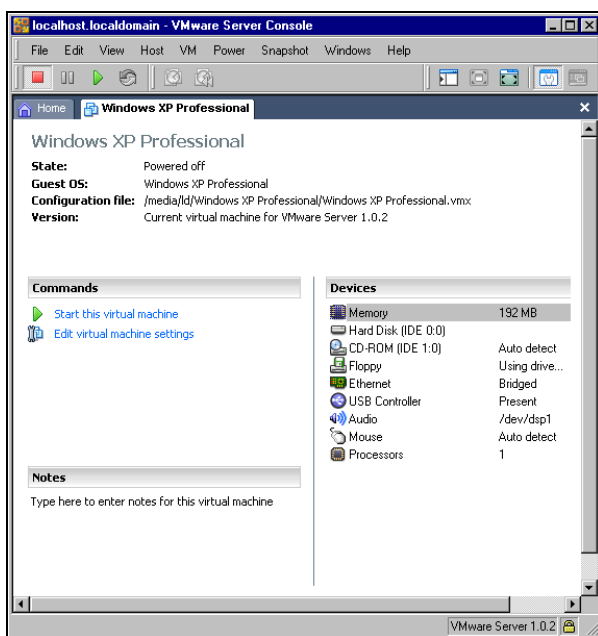 localhost.localdomain - VMware Server Console
File Edit View Host VM Power Snapshot Windows Help
Home Windows XP Professional
Windows XP Professional
State: Powered off
Guest OS: Windows XP Professional
Configuration file: /media/ld/Windows XP Professional/Windows XP Professional.vmx
Version: Current virtual machine for VMware Server 1.0.2
Commands
Start this virtual machine
Edit virtual machine settings
Devices
Memory 192 MB
Hard Disk (IDE 0:0)
CD-ROM (IDE 1:0) Auto detect
Floppy Using drive...
Ethernet Bridged
USB Controller Present
Audio /dev/dsp1
Mouse Auto detect
Processors 1
Notes
Type here to enter notes for this virtual machine
VMware Server 1.0.2